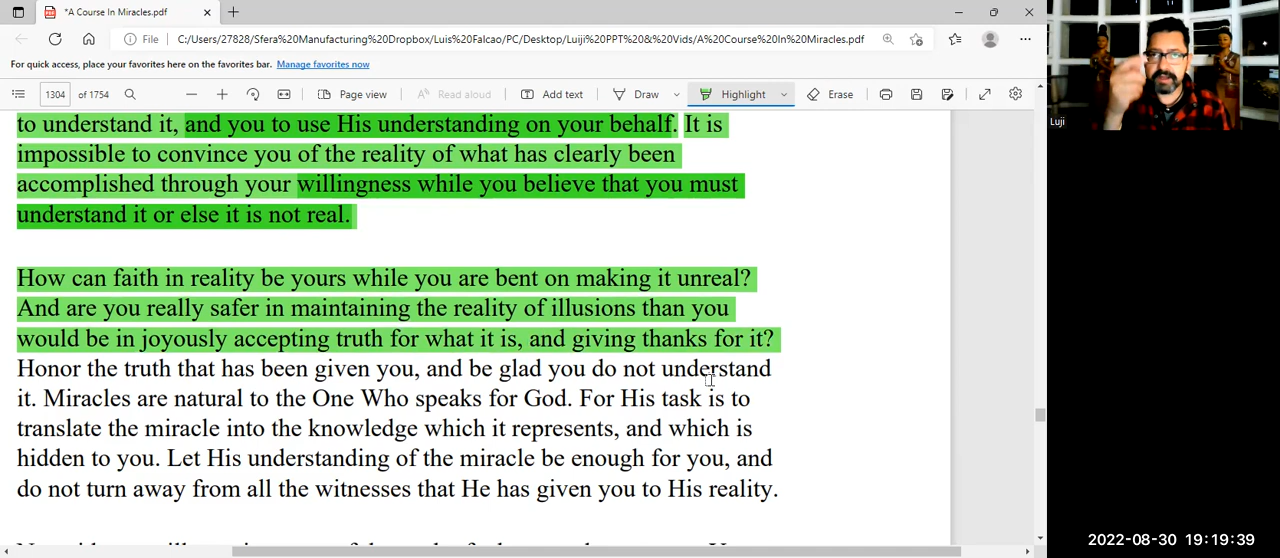 *A Course In Miracles.pdf
File C:/Users/27828/Sfera%20Manufacturing%20Dropbox/Luis%20Falcao/PC/Desktop/Luiji%20PPT%20&%20Vids/A%20Course%20In%20Miracles.pdf
For quick access, place your favorites here on the favorites bar. Manage favorites now
1304 of 1754 Page view Read aloud Add text Draw Highlight Erase
to understand it, and you to use His understanding on your behalf. It is
impossible to convince you of the reality of what has clearly been
accomplished through your willingness while you believe that you must
understand it or else it is not real.
How can faith in reality be yours while you are bent on making it unreal?
And are you really safer in maintaining the reality of illusions than you
would be in joyously accepting truth for what it is, and giving thanks for it?
Honor the truth that has been given you, and be glad you do not understand
it. Miracles are natural to the One Who speaks for God. For His task is to
translate the miracle into the knowledge which it represents, and which is
hidden to you. Let His understanding of the miracle be enough for you, and
do not turn away from all the witnesses that He has given you to His reality.
Luji
2022-08-30 19:19:39